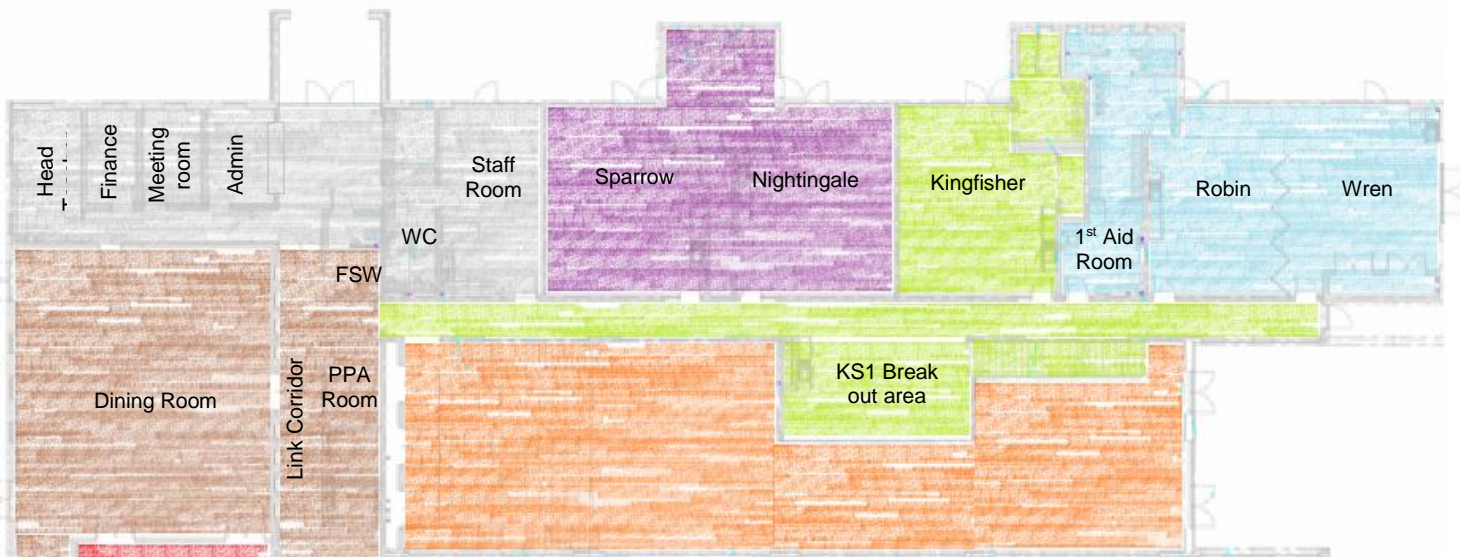 Head
Finance
Meeting
room
Admin
Staff
Room
WC
FSW
Sparrow
Nightingale
Kingfisher
1st Aid
Room
Robin
Wren
Dining Room
Link Corridor
PPA
Room
KS1 Break
out area